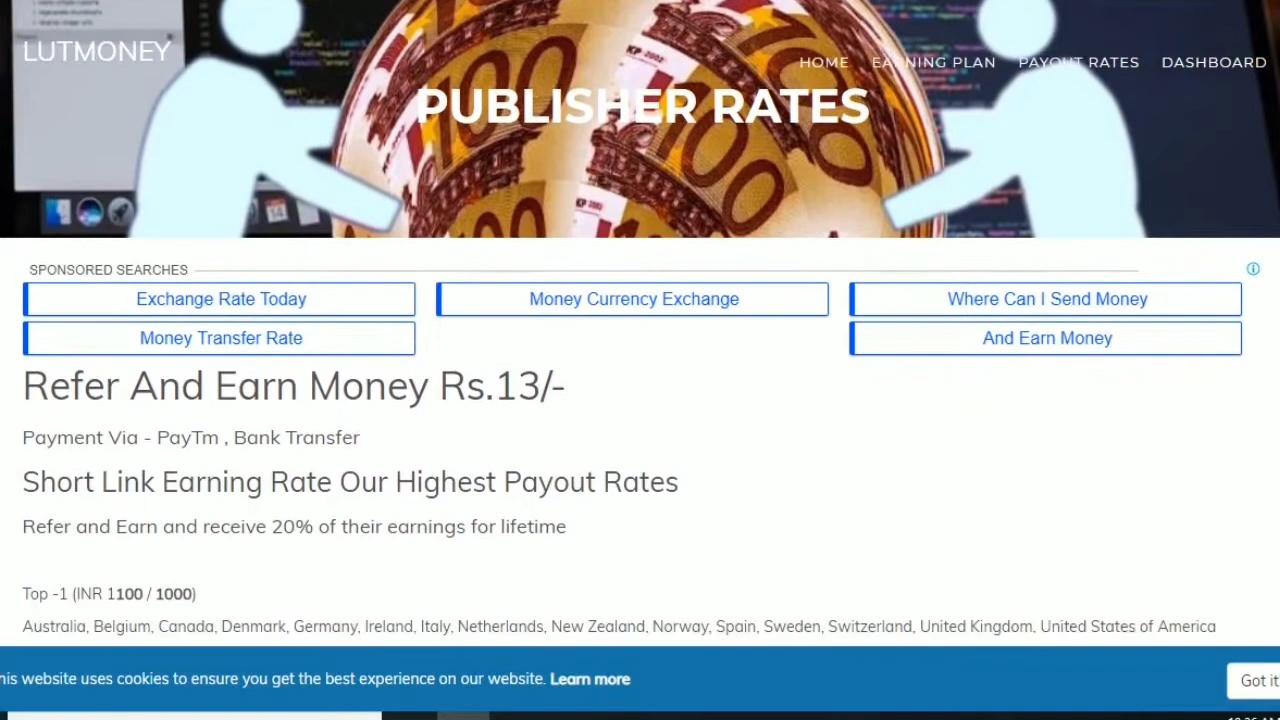 LUTMONEY
HOME EARNING PLAN PAYOUT RATES DASHBOARD
PUBLISHER RATES
SPONSORED SEARCHES
Exchange Rate Today
Money Currency Exchange
Where Can I Send Money
Money Transfer Rate
And Earn Money
Refer And Earn Money Rs.13/-
Payment Via - PayTm , Bank Transfer
Short Link Earning Rate Our Highest Payout Rates
Refer and Earn and receive 20% of their earnings for lifetime
Top -1 (INR 1100 / 1000)
Australia, Belgium, Canada, Denmark, Germany, Ireland, Italy, Netherlands, New Zealand, Norway, Spain, Sweden, Switzerland, United Kingdom, United States of America
his website uses cookies to ensure you get the best experience on our website. Learn more
Got it